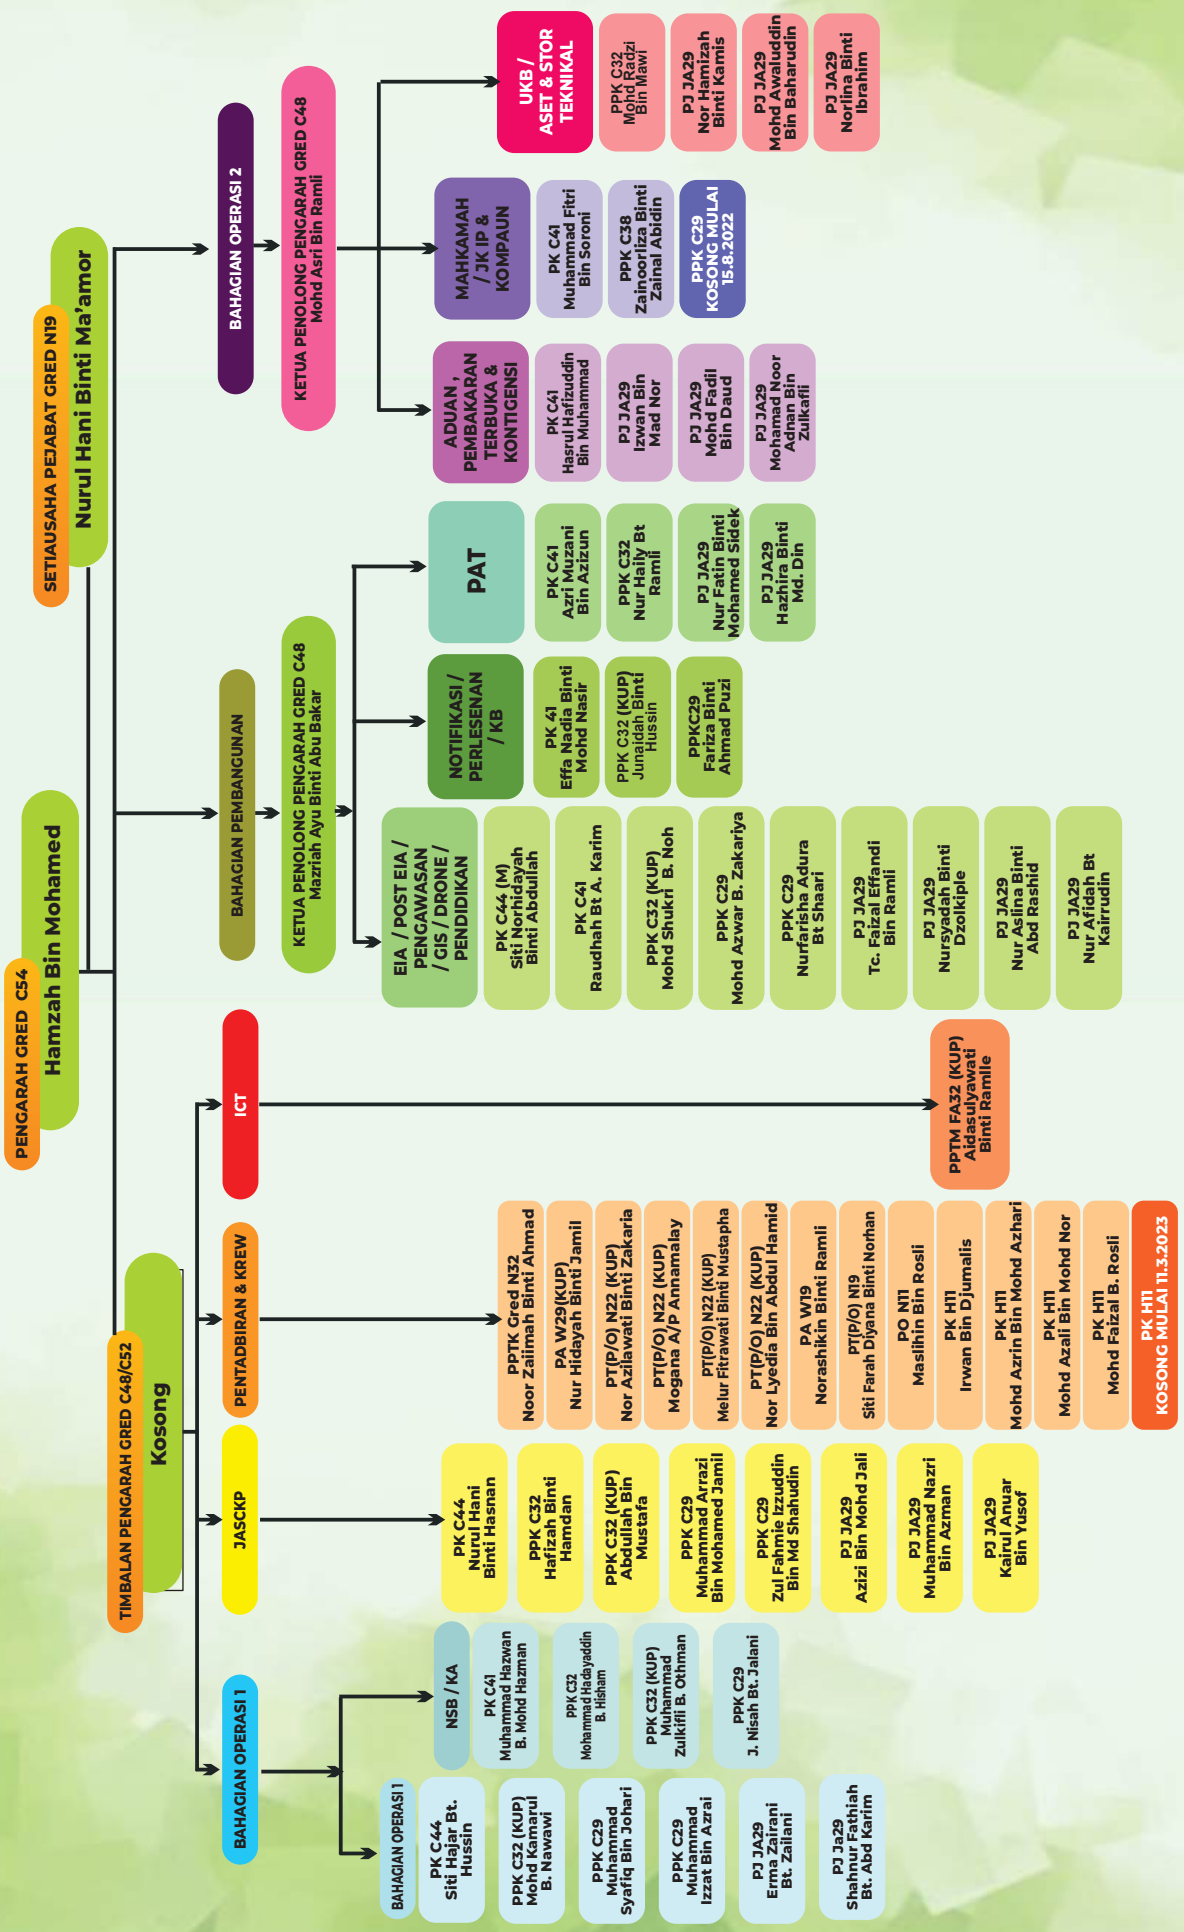 PENGARAH GRED C54
Hamzah Bin Mohamed
SETIAUSAHA PEJABAT GRED N19
Nurul Hani Binti Ma'amor
TIMBALAN PENGARAH GRED C48/C52
Kosong
BAHAGIAN OPERASI 1
BAHAGIAN OPERASI 1
PK C44
Siti Hajar Bt.
Hussin
PPK C32 (KUP)
Mohd Kamarul
B. Nawawi
PPK C29
Muhammad
Syafiq Bin Johari
PPK C29
Muhammad
Izzat Bin Azrai
PJ JA29
Erma Zairani
Bt. Zailani
PJ Ja29
Shahnur Fathiah
Bt. Abd Karim
NSB / KA
PK C41
Muhammad Hazwan
B. Mohd Hazman
PPK C32
Mohammad Hadayaddin
B. Hisham
PPK C32 (KUP)
Muhammad
Zulkifli B. Othman
PPK C29
J. Nisah Bt. Jalani
JASCKP
PK C44
Nurul Hani
Binti Hasnan
PPK C32
Hafizah Binti
Hamdan
PPK C32 (KUP)
Abdullah Bin
Mustafa
PPK C29
Muhammad Arrazi
Bin Mohamed Jamil
PPK C29
Zul Fahmie Izzuddin
Bin Md Shahudin
PJ JA29
Azizi Bin Mohd Jali
PJ JA29
Muhammad Nazri
Bin Azman
PJ JA29
Kairul Anuar
Bin Yusof
PENTADBIRAN & KREW
PPTK Gred N32
Noor Zalimah Binti Ahmad
PA W29(KUP)
Nur Hidayah Binti Jamil
PT(P/O) N22 (KUP)
Nor Azilawati Binti Zakaria
PT(P/O) N22 (KUP)
Mogana A/P Annamalay
PT(P/O) N22 (KUP)
Melur Fitrawati Binti Mustapha
PT(P/O) N22 (KUP)
Nor Lyedia Bin Abdul Hamid
PA W19
Norashikin Binti Ramli
PT(P/O) N19
Siti Farah Diyana Binti Norhan
PO N11
Maslihin Bin Rosli
PK H11
Irwan Bin Djumalis
PK H11
Mohd Azrin Bin Mohd Azhari
PK H11
Mohd Azali Bin Mohd Nor
PK H11
Mohd Faizal B. Rosli
PK H11
KOSONG MULAI 11.3.2023
ICT
PPTM FA32 (KUP)
Aidasulyawati
Binti Ramlle
BAHAGIAN PEMBANGUNAN
KETUA PENOLONG PENGARAH GRED C48
Mazriah Ayu Binti Abu Bakar
EIA / POST EIA /
PENGAWASAN
/ GIS / DRONE /
PENDIDIKAN
PK C44 (M)
Siti Norhidayah
Binti Abdullah
PK C41
Raudhah Bt A. Karim
PPK C32 (KUP)
Mohd Shukri B. Noh
PPK C29
Mohd Azwar B. Zakariya
PPK C29
Nurfarisha Adura
Bt Shaari
PJ JA29
Tc. Faizal Effandi
Bin Ramli
PJ JA29
Nursyadah Binti
Dzolkiple
PJ JA29
Nur Aslina Binti
Abd Rashid
PJ JA29
Nur Afidah Bt
Kairrudin
NOTIFIKASI /
PERLESENAN
/ KB
PK 41
Effa Nadia Binti
Mohd Nasir
PPK C32 (KUP)
Junaidah Binti
Hussin
PPKC29
Fariza Binti
Ahmad Puzi
PAT
PK C41
Azri Muzani
Bin Azizun
PPK C32
Nur Haily Bt
Ramli
PJ JA29
Nur Fatin Binti
Mohamed Sidek
PJ JA29
Hazhira Binti
Md. Din
BAHAGIAN OPERASI 2
KETUA PENOLONG PENGARAH GRED C48
Mohd Asri Bin Ramli
ADUAN ,
PEMBAKARAN
TERBUKA &
KONTIGENSI
PK C41
Hasrul Hafizuddin
Bin Muhammad
PJ JA29
Izwan Bin
Mad Nor
PJ JA29
Mohd Fadil
Bin Daud
PJ JA29
Mohamad Noor
Adnan Bin
Zulkafli
MAHKAMAH
/ JK IP &
KOMPAUN
PK C41
Muhammad Fitri
Bin Soroni
PPK C38
Zainoorliza Binti
Zainal Abidin
PPK C29
KOSONG MULAI
15.8.2022
UKB /
ASET & STOR
TEKNIKAL
PPK C32
Mohd Radzi
Bin Mawi
PJ JA29
Nor Hamizah
Binti Kamis
PJ JA29
Mohd Awaluddin
Bin Baharudin
PJ JA29
Norlina Binti
Ibrahim